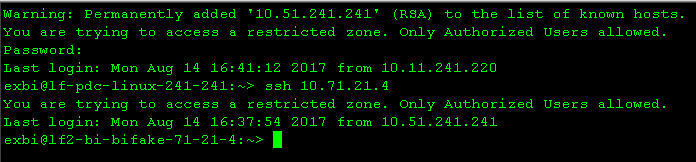 Warning: Permanently added '10.51.241.241' (RSA) to the list of known hosts.
You are trying to access a restricted zone. Only Authorized Users allowed.
Password:
Last login: Mon Aug 14 16:41:12 2017 from 10.11.241.220
exbi@lf-pdc-linux-241-241:~> ssh 10.71.21.4
You are trying to access a restricted zone. Only Authorized Users allowed.
Last login: Mon Aug 14 16:37:54 2017 from 10.51.241.241
exbi@lf2-bi-bifake-71-21-4:~>